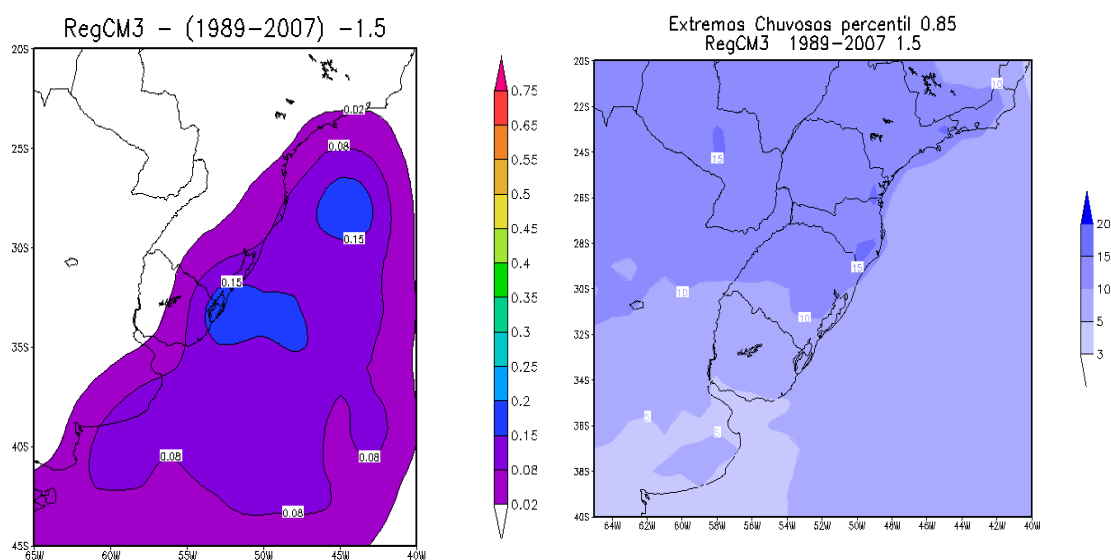 RegCM3 - (1989-2007) -1.5
20S
25S
30S
35S
40S
45S
65W
60W
55W
50W
45W
40W
0.02
0.08
0.15
0.15
0.08
0.08
0.08
0.75
0.65
0.55
0.5
0.45
0.4
0.35
0.3
0.25
0.2
0.15
0.08
0.02
Extremos Chuvosos percentil 0.85
RegCM3 1989-2007 1.5
20S
22S
24S
26S
28S
30S
32S
34S
36S
38S
40S
64W
62W
60W
58W
56W
54W
52W
50W
48W
46W
44W
42W
40W
10
15
15
10
10
5
5
20
15
10
5
3